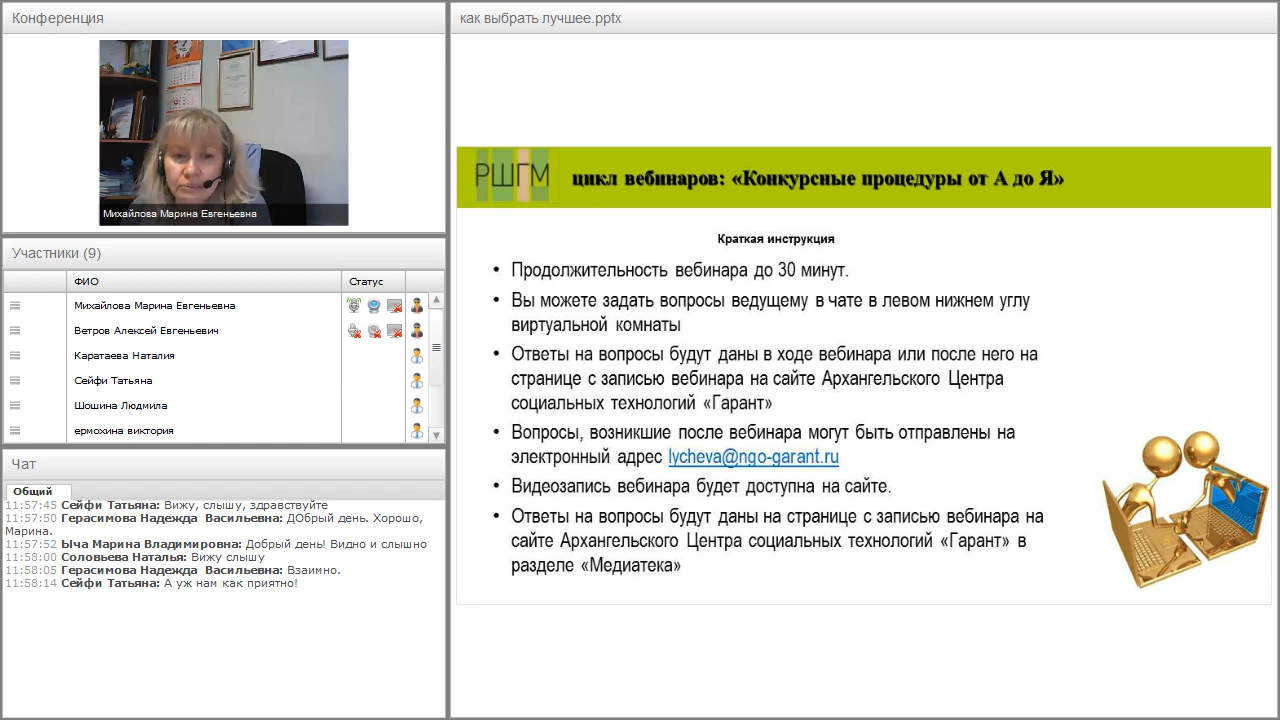 Конференция
Михайлова Марина Евгеньевна
Участники (9)
ФИО
Статус
Михайлова Марина Евгеньевна
Ветров Алексей Евгеньевич
Каратаева Наталия
Сейфи Татьяна
Шошина Людмила
ермохина виктория
Чат
Общий
11:57:45 Сейфи Татьяна: Вижу, слышу, здравствуйте
11:57:50 Герасимова Надежда Васильевна: ДОбрый день. Хорошо,
Марина.
11:57:52 Ыча Марина Владимировна: Добрый день! Видно и слышно
11:58:00 Соловьева Наталья: Вижу слышу
11:58:05 Герасимова Надежда Васильевна: Взаимно.
11:58:14 Сейфи Татьяна: А уж нам как приятно!
как выбрать лучшее.pptx
РШГМ
цикл вебинаров: «Конкурсные процедуры от А до Я»
Краткая инструкция
• Продолжительность вебинара до 30 минут.
• Вы можете задать вопросы ведущему в чате в левом нижнем углу
виртуальной комнаты
• Ответы на вопросы будут даны в ходе вебинара или после него на
странице с записью вебинара на сайте Архангельского Центра
социальных технологий «Гарант»
• Вопросы, возникшие после вебинара могут быть отправлены на
электронный адрес lycheva@ngo-garant.ru
• Видеозапись вебинара будет доступна на сайте.
• Ответы на вопросы будут даны на странице с записью вебинара на
сайте Архангельского Центра социальных технологий «Гарант» в
разделе «Медиатека»